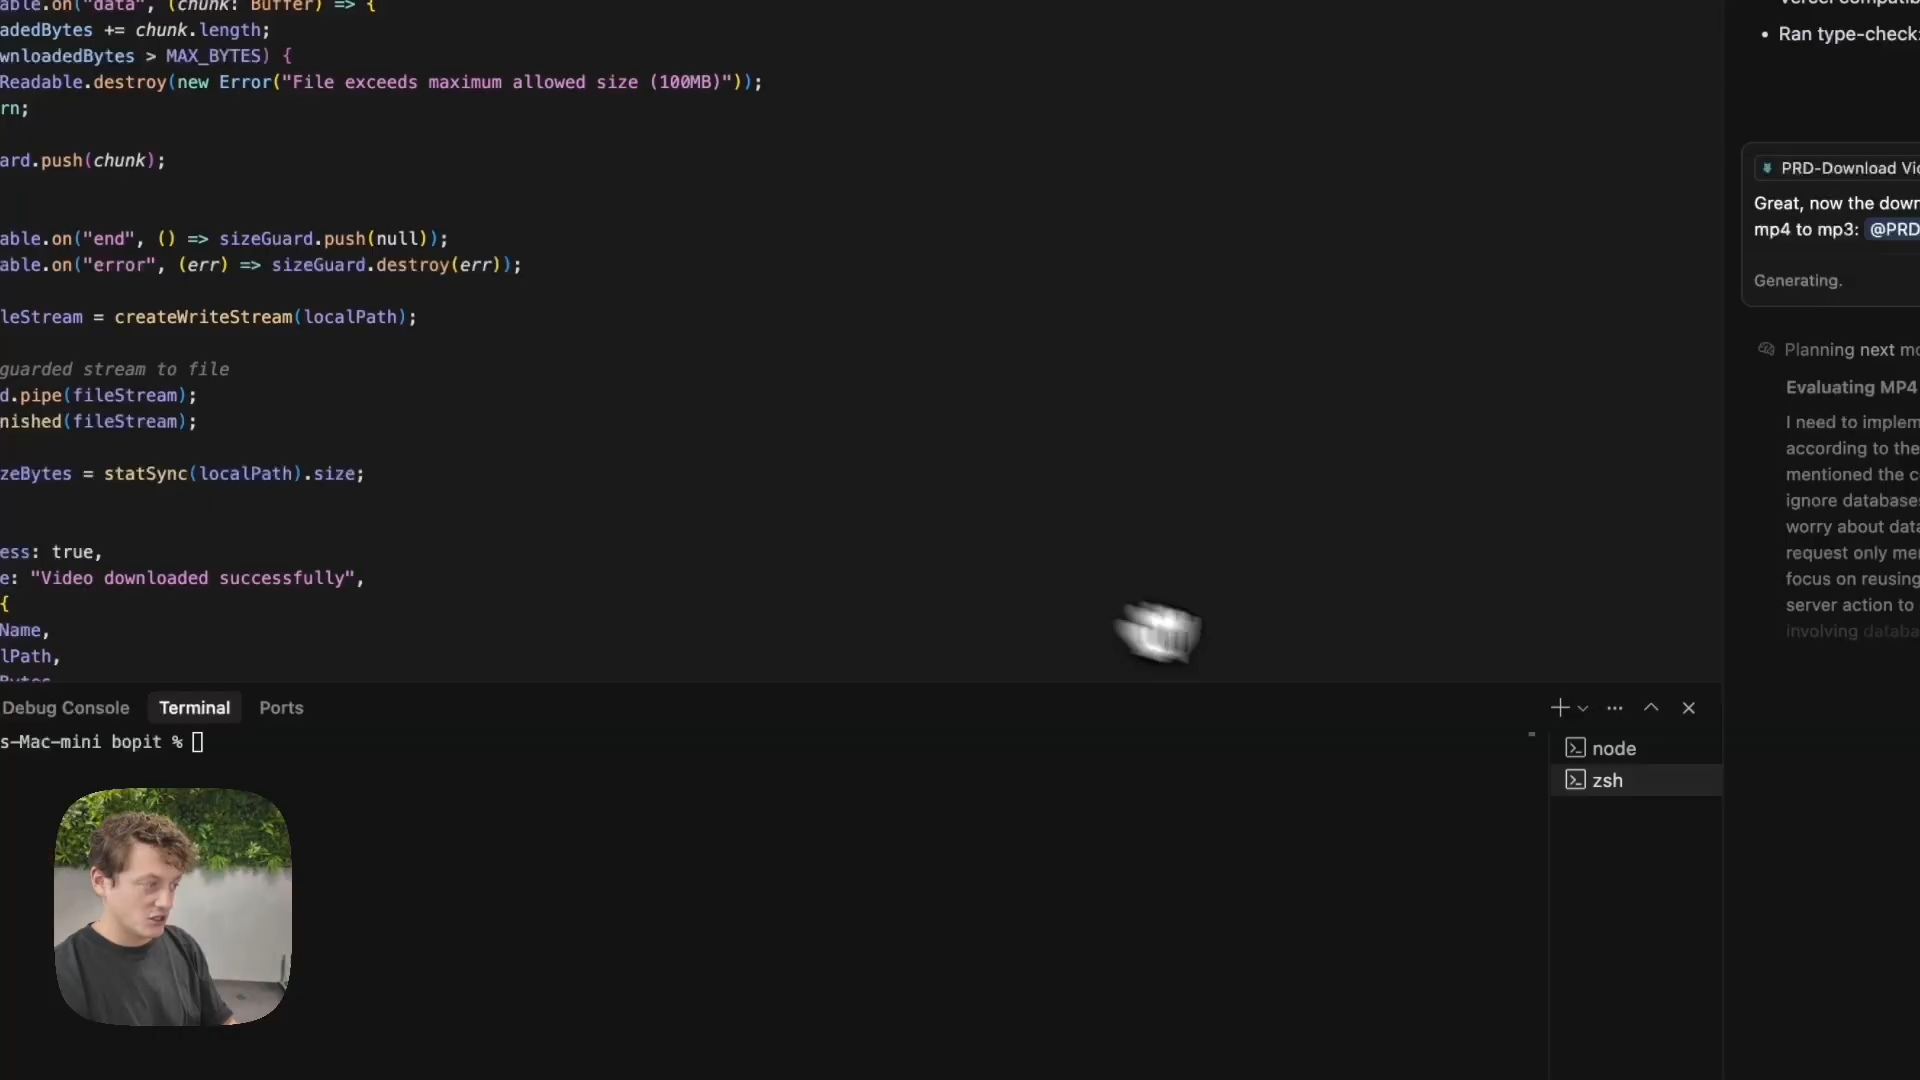 able.on("data", (chunk: Buffer) => {
adedBytes += chunk.length;
wnloadedBytes > MAX_BYTES) {
Readable.destroy(new Error("File exceeds maximum allowed size (100MB)"));
rn;
ard.push(chunk);
able.on("end", () => sizeGuard.push(null));
able.on("error", (err) => sizeGuard.destroy(err));
leStream = createWriteStream(localPath);
guarded stream to file
d.pipe(fileStream);
nished(fileStream);
zeBytes = statSync(localPath).size;
ess: true,
e: "Video downloaded successfully",
{
Name,
lPath,
Bytes,
Debug Console
Terminal
Ports
s-Mac-mini bopit %
node
zsh
• Ran type-check:
PRD-Download Vi
Great, now the down
mp4 to mp3: @PRD
Generating.
Planning next mo
Evaluating MP4
I need to implem
according to the
mentioned the c
ignore database
worry about data
request only me
focus on reusing
server action to
involving databa